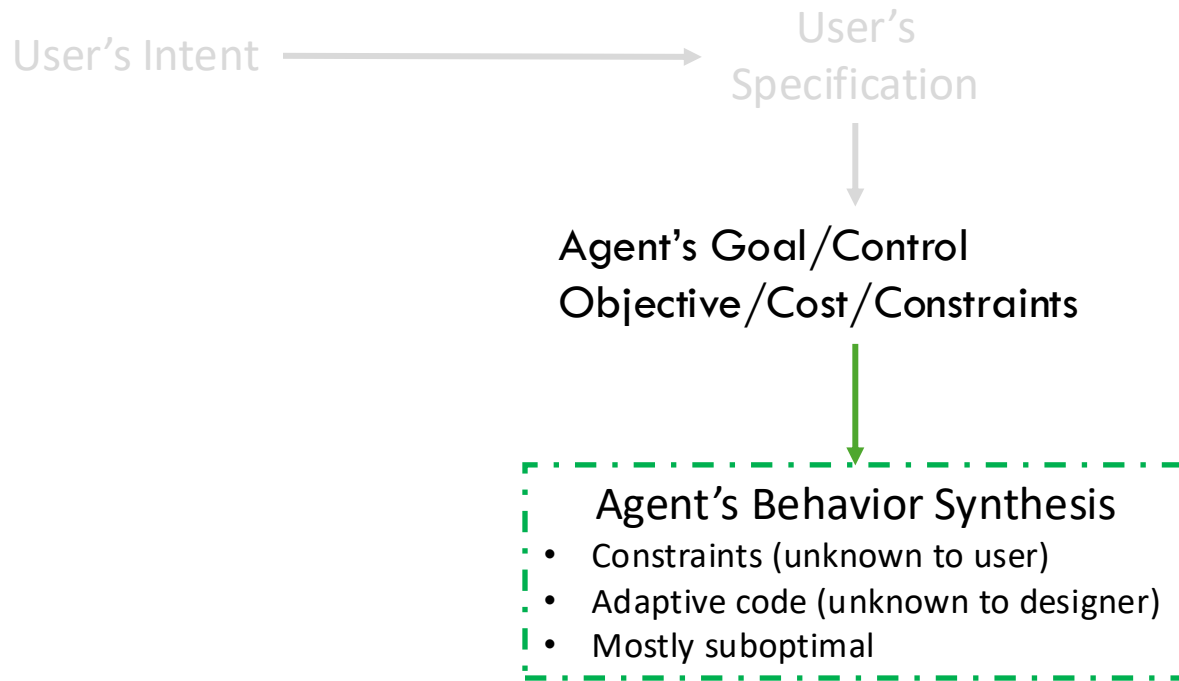 User’s Intent
User’s
Specification
Agent’s Goal/Control
Objective/Cost/Constraints
Agent’s Behavior Synthesis
• Constraints (unknown to user)
• Adaptive code (unknown to designer)
• Mostly suboptimal